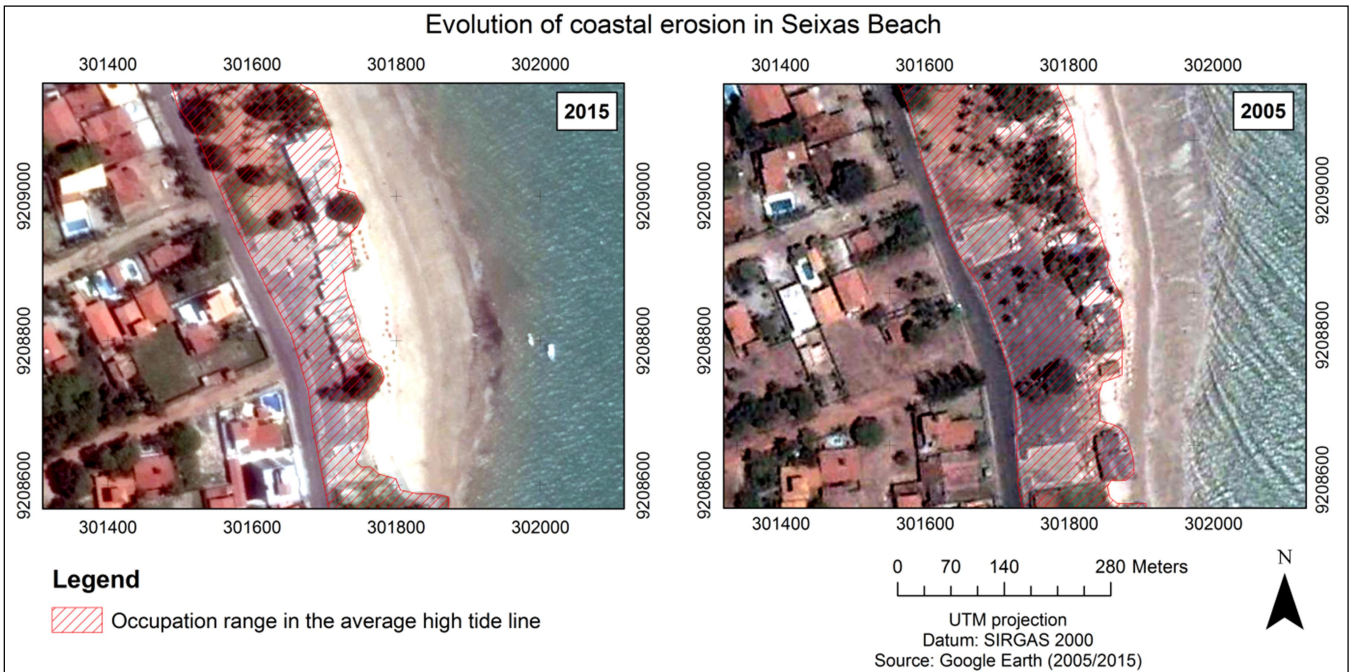 Evolution of coastal erosion in Seixas Beach
301400 301600 301800 302000
301400 301600 301800 302000
2015
2005
9209000
9208800
9208600
9209000
9208800
9208600
9209000
9208800
9208600
9209000
9208800
9208600
301400 301600 301800 302000
301400 301600 301800 302000
Legend
Occupation range in the average high tide line
0 70 140 280 Meters
UTM projection
Datum: SIRGAS 2000
Source: Google Earth (2005/2015)
N